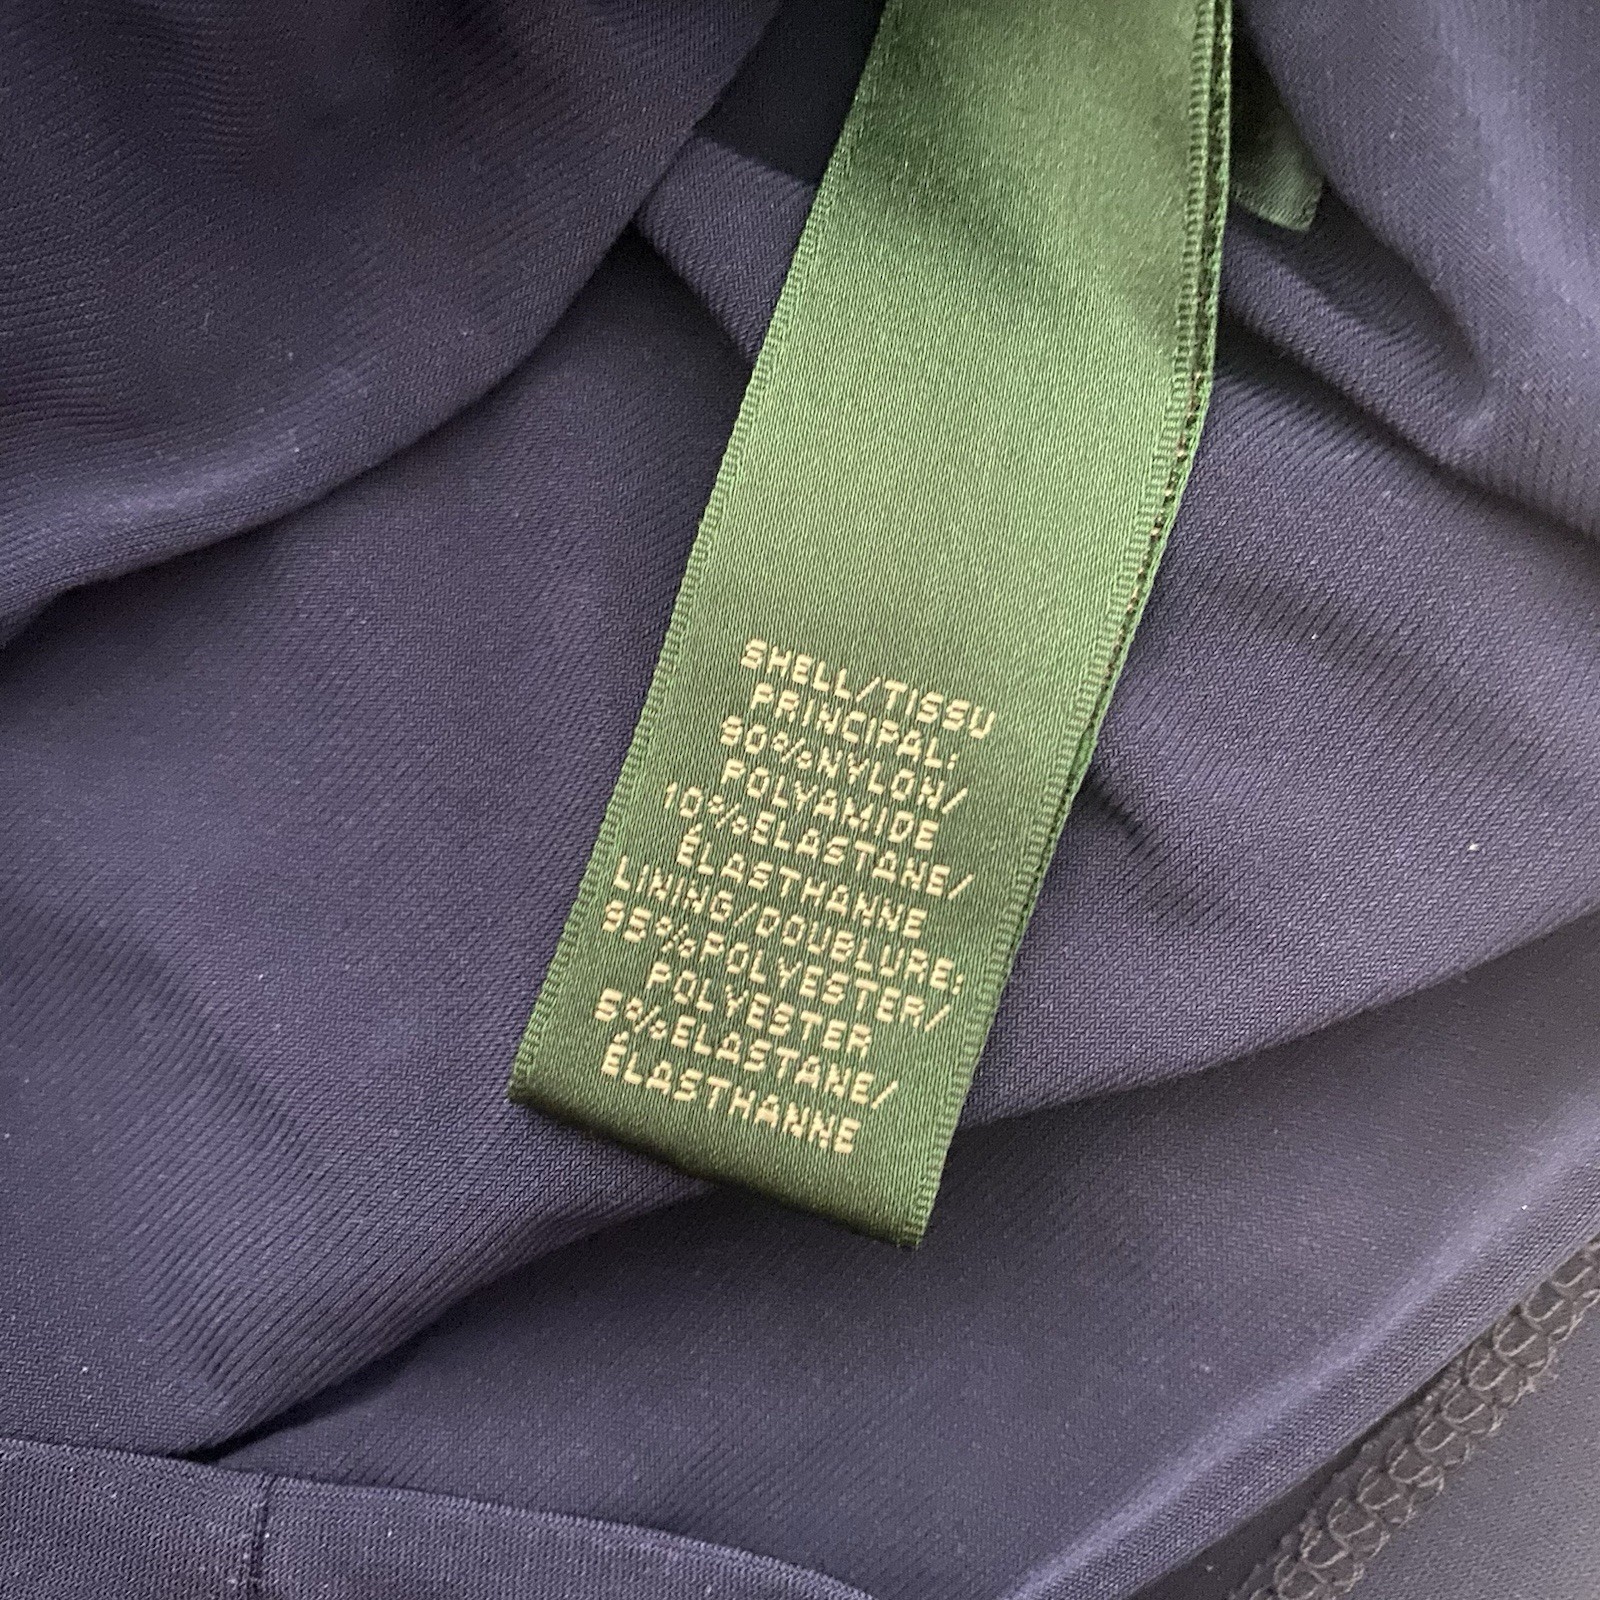 SHELL/TISSU
PRINCIPAL:
90%NYLON/
POLYAMIDE
10%ELASTANE/
ÉLASTHANNE
LINING/DOUBLURE:
95%POLYESTER/
POLYESTER
5%ELASTANE/
ÉLASTHANNE